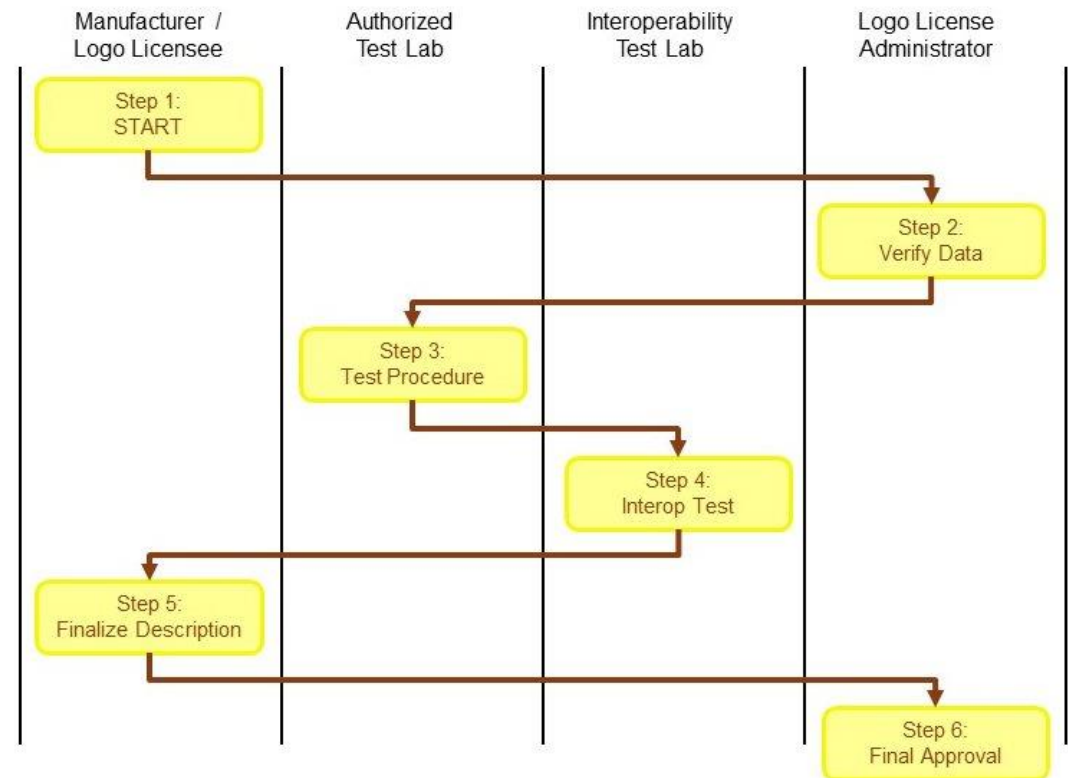 Manufacturer /
Logo Licensee
Authorized
Test Lab
Interoperability
Test Lab
Logo License
Administrator
Step 1:
START
Step 2:
Verify Data
Step 3:
Test Procedure
Step 4:
Interop Test
Step 5:
Finalize Description
Step 6:
Final Approval